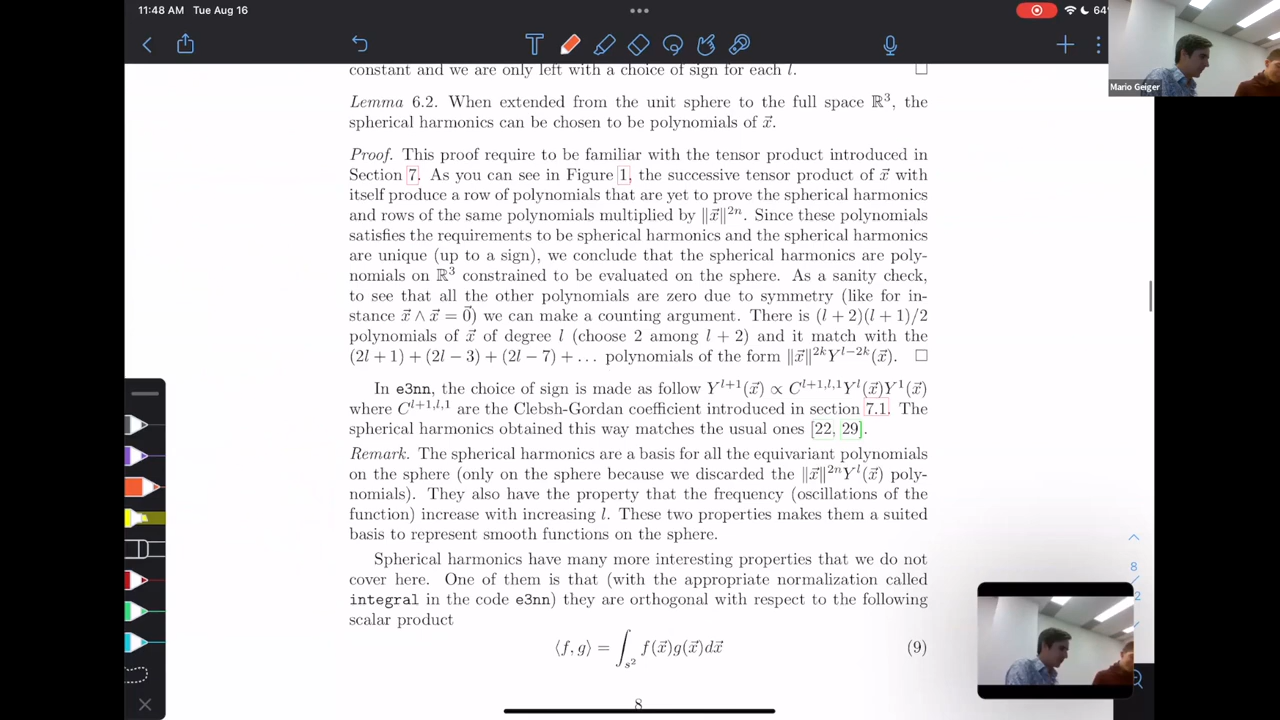 11:48 AM Tue Aug 16
64
Mario Geiger
constant and we are only left with a choice of sign for each l. □
Lemma 6.2. When extended from the unit sphere to the full space ℝ³, the
spherical harmonics can be chosen to be polynomials of x⃗.
Proof. This proof require to be familiar with the tensor product introduced in
Section 7. As you can see in Figure 1, the successive tensor product of x⃗ with
itself produce a row of polynomials that are yet to prove the spherical harmonics
and rows of the same polynomials multiplied by ‖x⃗‖²ⁿ. Since these polynomials
satisfies the requirements to be spherical harmonics and the spherical harmonics
are unique (up to a sign), we conclude that the spherical harmonics are poly-
nomials on ℝ³ constrained to be evaluated on the sphere. As a sanity check,
to see that all the other polynomials are zero due to symmetry (like for in-
stance x⃗ ∧ x⃗ = 0⃗) we can make a counting argument. There is (l + 2)(l + 1)/2
polynomials of x⃗ of degree l (choose 2 among l + 2) and it match with the
(2l + 1) + (2l − 3) + (2l − 7) + … polynomials of the form ‖x⃗‖^{2k}Y^{l−2k}(x⃗). □
In e3nn, the choice of sign is made as follow Y^{l+1}(x⃗) ∝ C^{l+1,l,1}Y^l(x⃗)Y¹(x⃗)
where C^{l+1,l,1} are the Clebsh-Gordan coefficient introduced in section 7.1. The
spherical harmonics obtained this way matches the usual ones [22, 29].
Remark. The spherical harmonics are a basis for all the equivariant polynomials
on the sphere (only on the sphere because we discarded the ‖x⃗‖^{2n}Y^l(x⃗) poly-
nomials). They also have the property that the frequency (oscillations of the
function) increase with increasing l. These two properties makes them a suited
basis to represent smooth functions on the sphere.
Spherical harmonics have many more interesting properties that we do not
cover here. One of them is that (with the appropriate normalization called
integral in the code e3nn) they are orthogonal with respect to the following
scalar product
⟨f, g⟩ = ∫_{s²} f(x⃗)g(x⃗)dx⃗ (9)
8
8